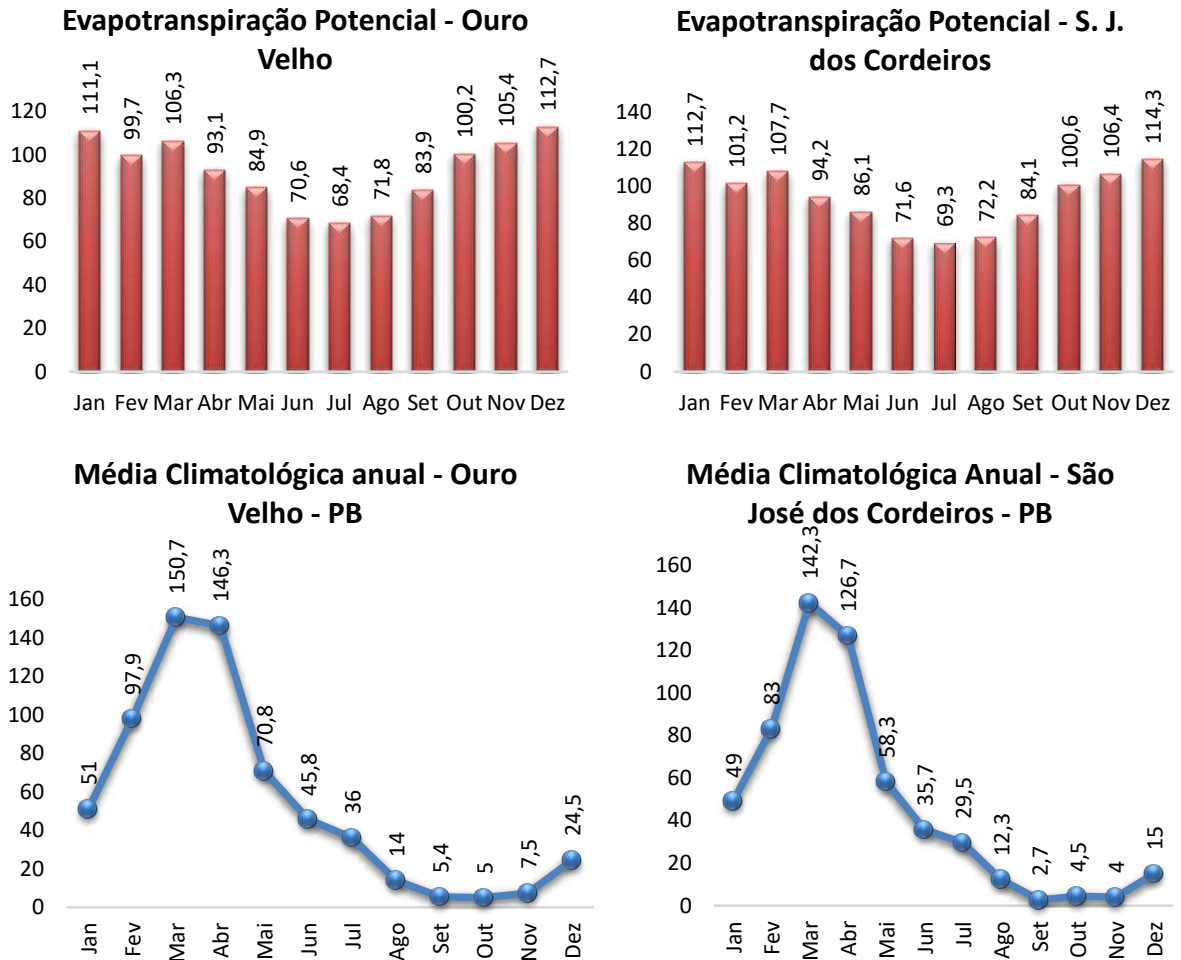 Evapotranspiração Potencial - Ouro
Velho
111,1 99,7 106,3 93,1 84,9 70,6 68,4 71,8 83,9 100,2 105,4 112,7
120
100
80
60
40
20
0
Jan Fev Mar Abr Mai Jun Jul Ago Set Out Nov Dez
Evapotranspiração Potencial - S. J.
dos Cordeiros
112,7 101,2 107,7 94,2 86,1 71,6 69,3 72,2 84,1 100,6 106,4 114,3
140
120
100
80
60
40
20
0
Jan Fev Mar Abr Mai Jun Jul Ago Set Out Nov Dez
Média Climatológica anual - Ouro
Velho - PB
51 97,9 150,7 146,3 70,8 45,8 36 14 5,4 5 7,5 24,5
160
140
120
100
80
60
40
20
0
Jan Fev Mar Abr Mai Jun Jul Ago Set Out Nov Dez
Média Climatológica Anual - São
José dos Cordeiros - PB
49 83 142,3 126,7 58,3 35,7 29,5 12,3 2,7 4,5 4 15
160
140
120
100
80
60
40
20
0
Jan Fev Mar Abr Mai Jun Jul Ago Set Out Nov Dez